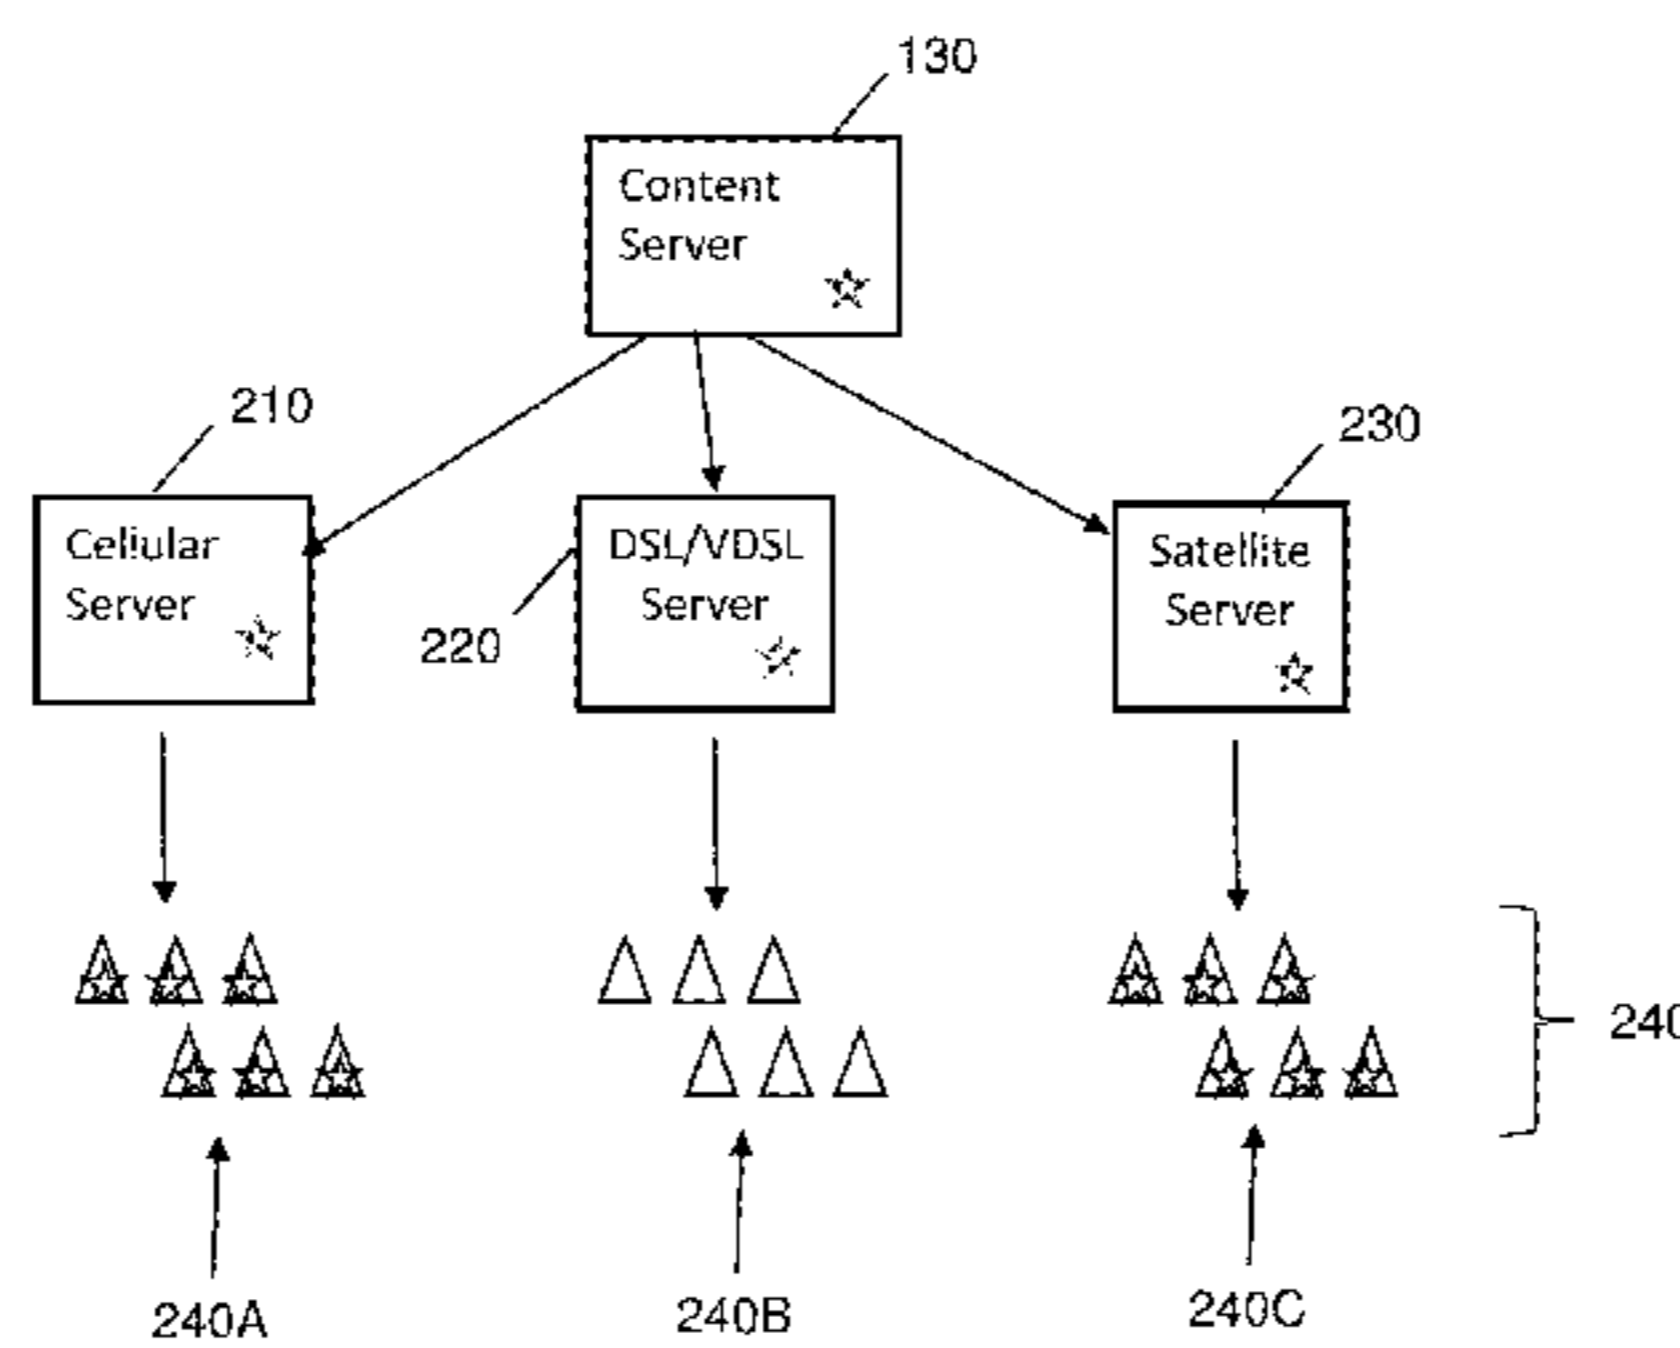 130
Content
Server
210
230
Cellular
Server
DSL/VDSL
Server
Satellite
Server
220
240
240A
240B
240C